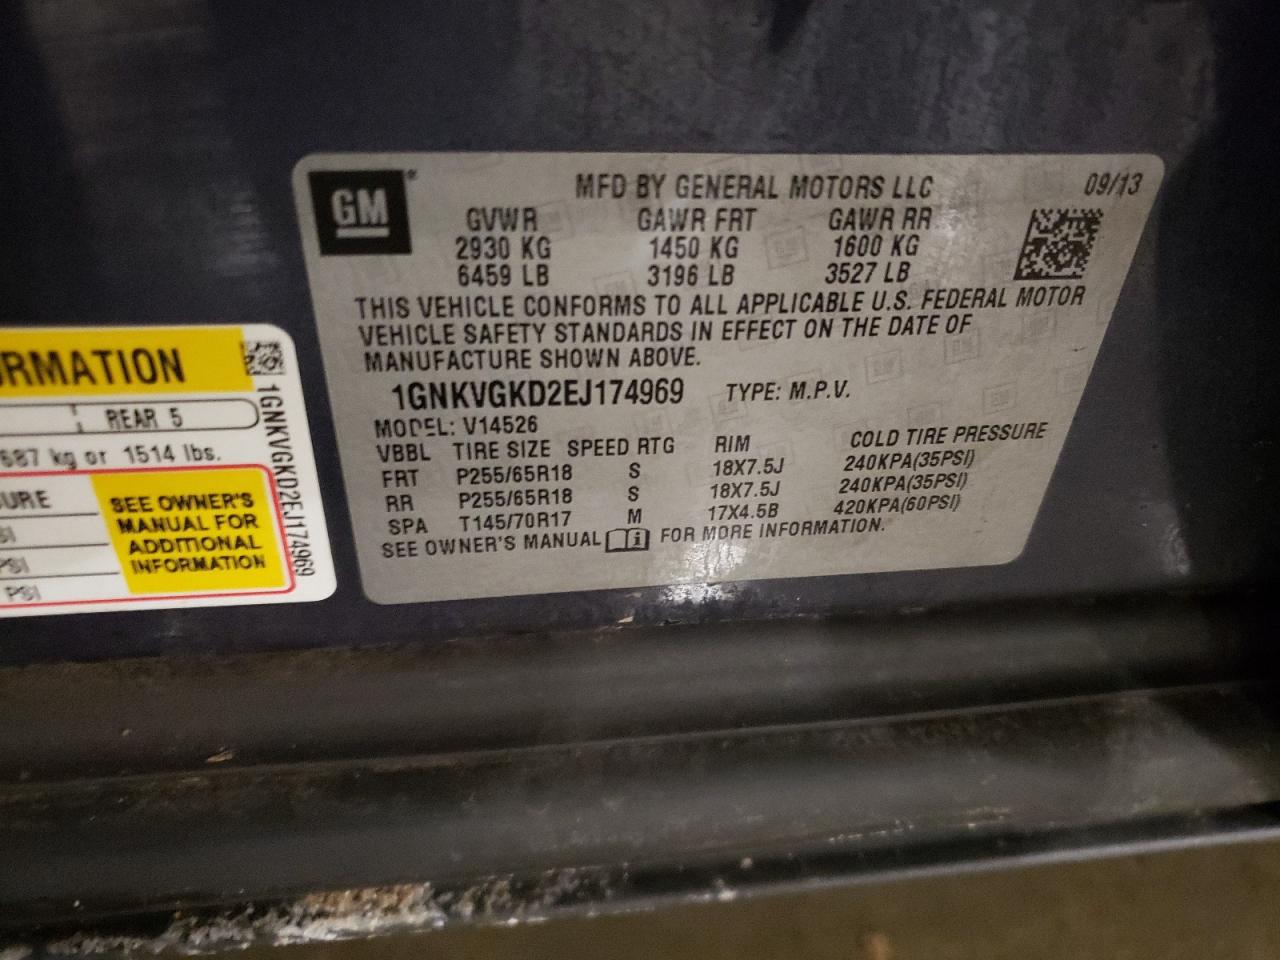 GM
MFD BY GENERAL MOTORS LLC 09/13
GVWR GAWR FRT GAWR RR
2930 KG 1450 KG 1600 KG
6459 LB 3196 LB 3527 LB
THIS VEHICLE CONFORMS TO ALL APPLICABLE U.S. FEDERAL MOTOR
VEHICLE SAFETY STANDARDS IN EFFECT ON THE DATE OF
MANUFACTURE SHOWN ABOVE.
1GNKVGKD2EJ174969 TYPE: M.P.V.
MODEL: V14526
VBBL TIRE SIZE SPEED RTG RIM COLD TIRE PRESSURE
FRT P255/65R18 S 18X7.5J 240KPA(35PSI)
RR P255/65R18 S 18X7.5J 240KPA(35PSI)
SPA T145/70R17 M 17X4.5B 420KPA(60PSI)
SEE OWNER'S MANUAL i FOR MORE INFORMATION.
RMATION
REAR 5
687 kg or 1514 lbs.
URE
SI
PSI
PSI
SEE OWNER'S
MANUAL FOR
ADDITIONAL
INFORMATION
1GNKVGKD2EJ174969